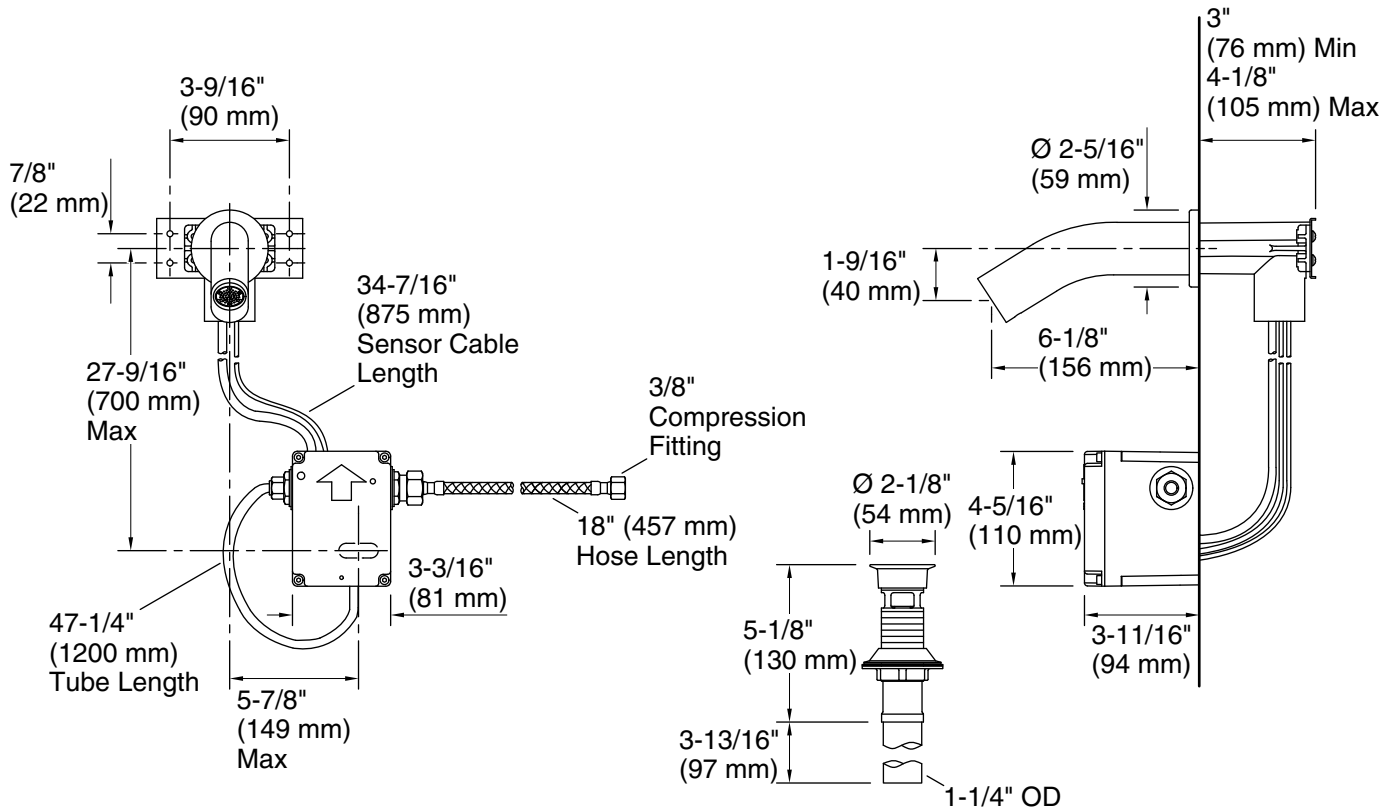 3-9/16"
(90 mm)
7/8"
(22 mm)
34-7/16"
(875 mm)
Sensor Cable
Length
27-9/16"
(700 mm)
Max
3/8"
Compression
Fitting
18" (457 mm)
Hose Length
3-3/16"
(81 mm)
47-1/4"
(1200 mm)
Tube Length
5-7/8"
(149 mm)
Max
3"
(76 mm) Min
4-1/8"
(105 mm) Max
Ø 2-5/16"
(59 mm)
1-9/16"
(40 mm)
6-1/8"
(156 mm)
Ø 2-1/8"
(54 mm)
4-5/16"
(110 mm)
5-1/8"
(130 mm)
3-11/16"
(94 mm)
3-13/16"
(97 mm)
1-1/4" OD